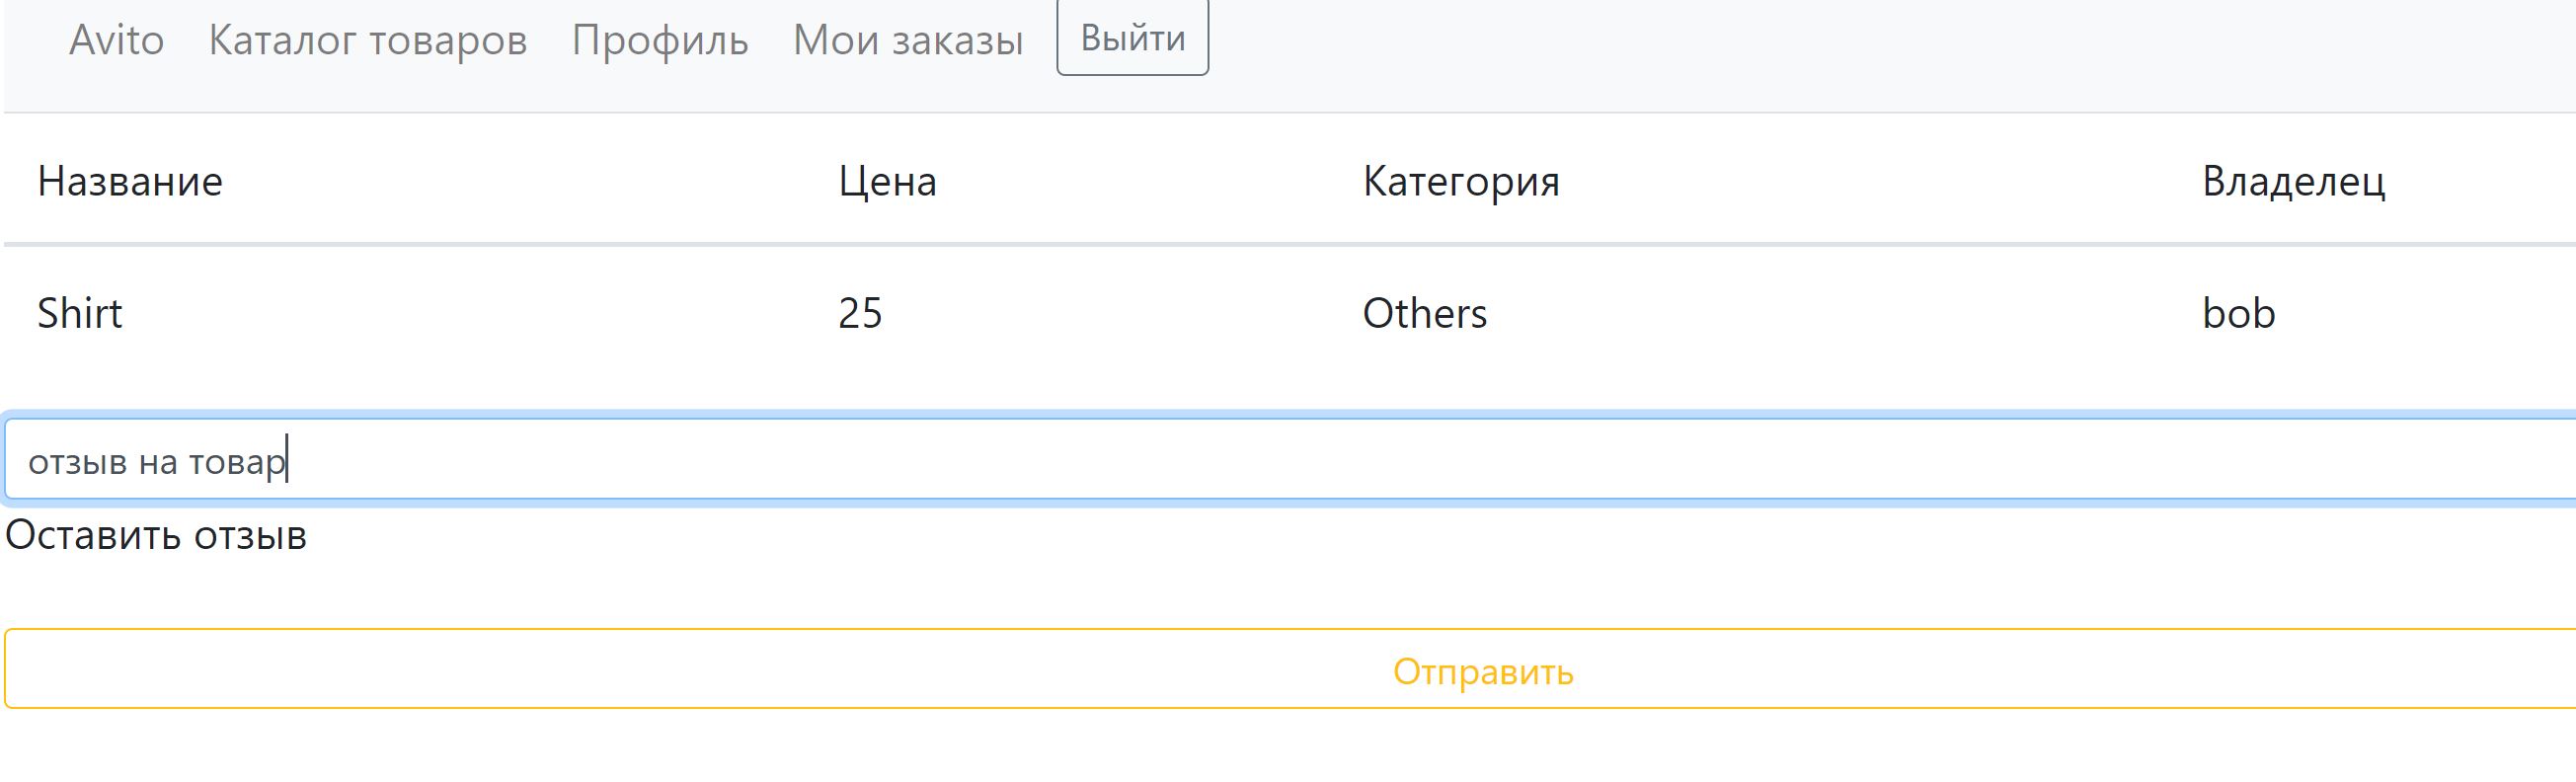 Avito Каталог товаров Профиль Мои заказы Выйти
Название Цена Категория Владелец
Shirt 25 Others bob
отзыв на товар
Оставить отзыв
Отправить